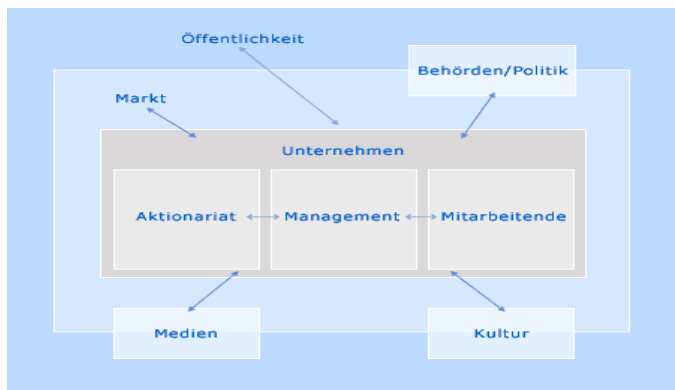 Öffentlichkeit
Behörden/Politik
Markt
Unternehmen
Aktionariat
Management
Mitarbeitende
Medien
Kultur